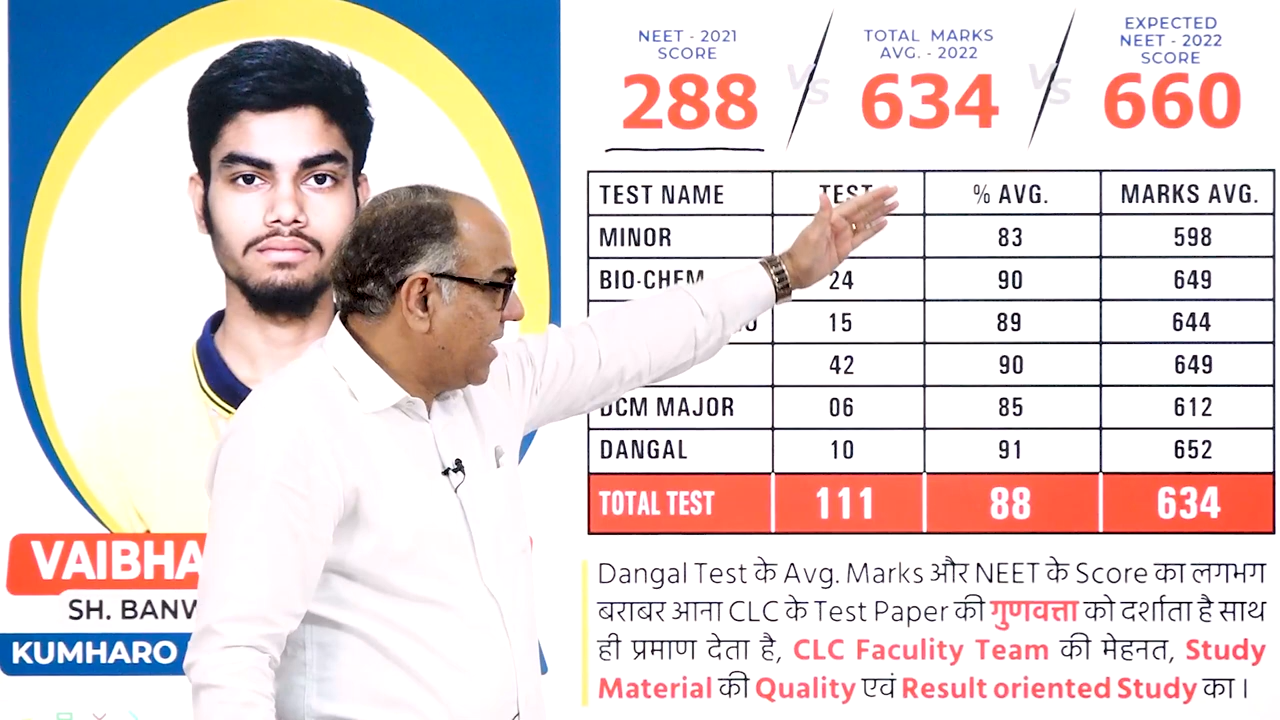 NEET - 2021
SCORE
288
VS
TOTAL MARKS
AVG. - 2022
634
VS
EXPECTED
NEET - 2022
SCORE
660
TEST NAME TEST % AVG. MARKS AVG.
MINOR 83 598
BIO-CHEM 24 90 649
15 89 644
42 90 649
DCM MAJOR 06 85 612
DANGAL 10 91 652
TOTAL TEST 111 88 634
Dangal Test के Avg. Marks और NEET के Score का लगभग
बराबर आना CLC के Test Paper की गुणवत्ता को दर्शाता है साथ
ही प्रमाण देता है, CLC Faculity Team की मेहनत, Study
Material की Quality एवं Result oriented Study का ।
VAIBHA
SH. BANW
KUMHARO